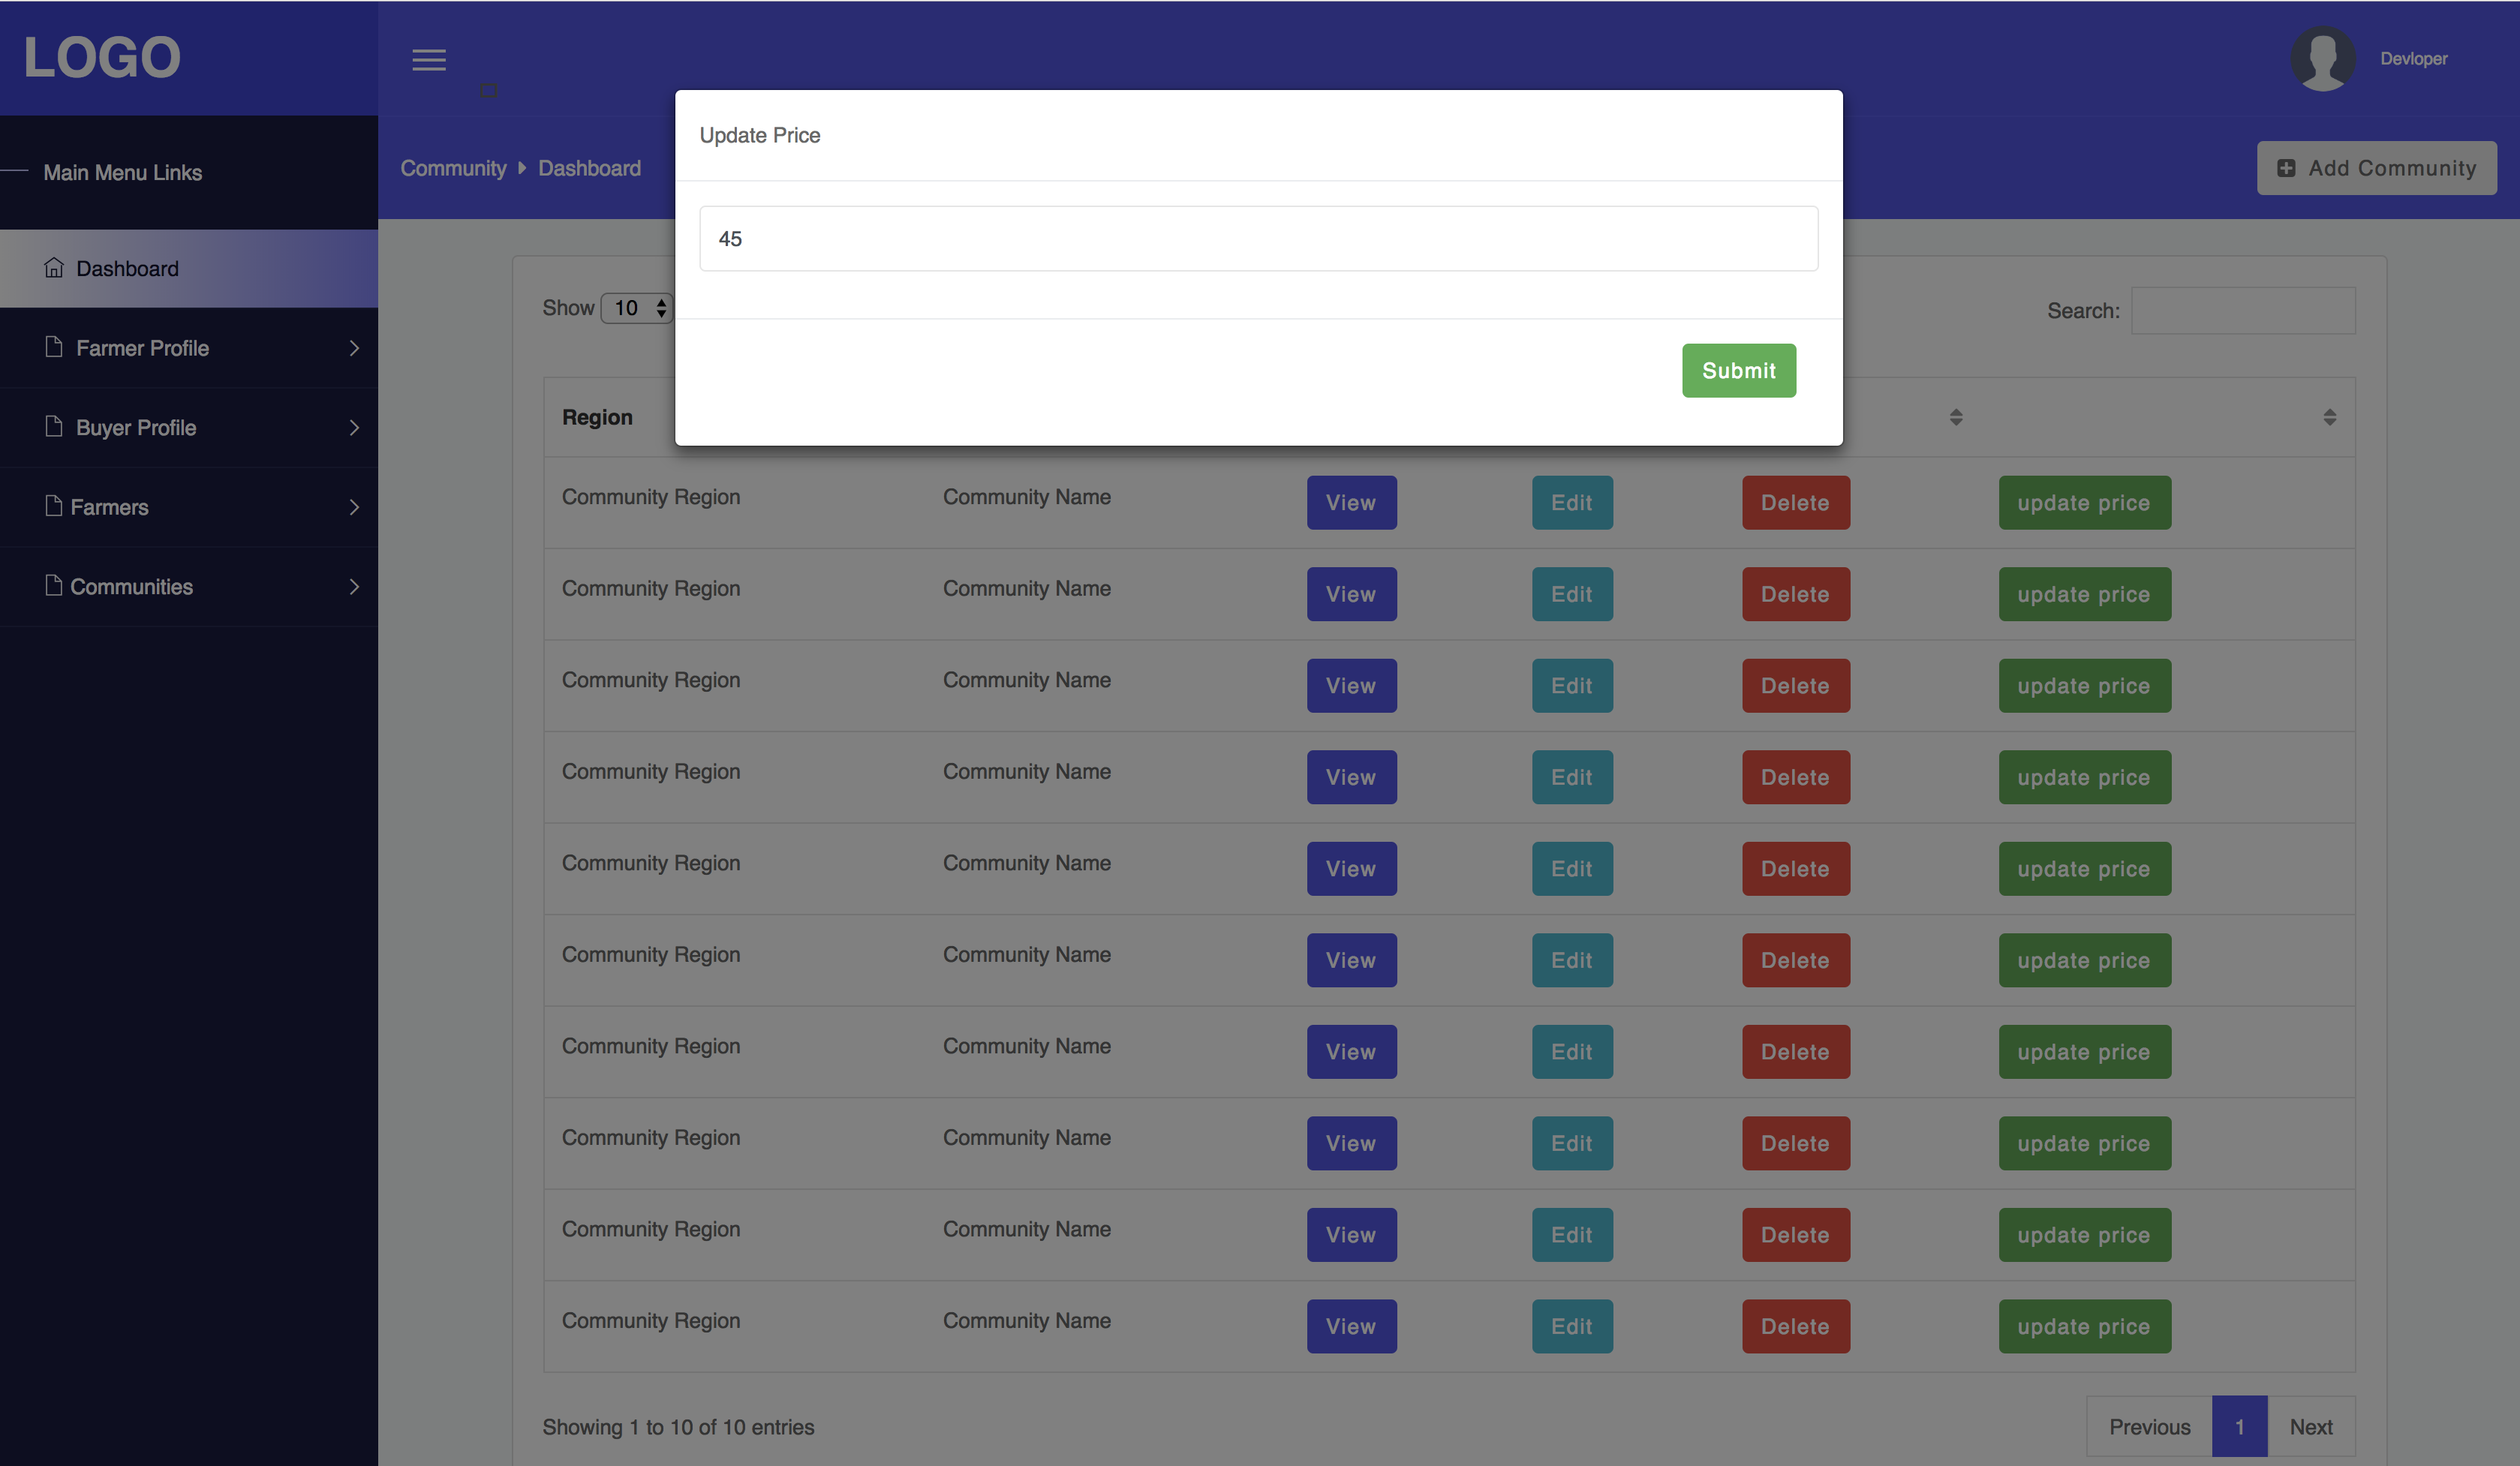 LOGO
Devloper
Update Price
Main Menu Links
Community Dashboard
Add Community
45
Dashboard
Show 10
Search:
Farmer Profile
Submit
Region
Buyer Profile
Community Region Community Name View Edit Delete update price
Farmers
Community Region Community Name View Edit Delete update price
Communities
Community Region Community Name View Edit Delete update price
Community Region Community Name View Edit Delete update price
Community Region Community Name View Edit Delete update price
Community Region Community Name View Edit Delete update price
Community Region Community Name View Edit Delete update price
Community Region Community Name View Edit Delete update price
Community Region Community Name View Edit Delete update price
Community Region Community Name View Edit Delete update price
Showing 1 to 10 of 10 entries
Previous 1 Next